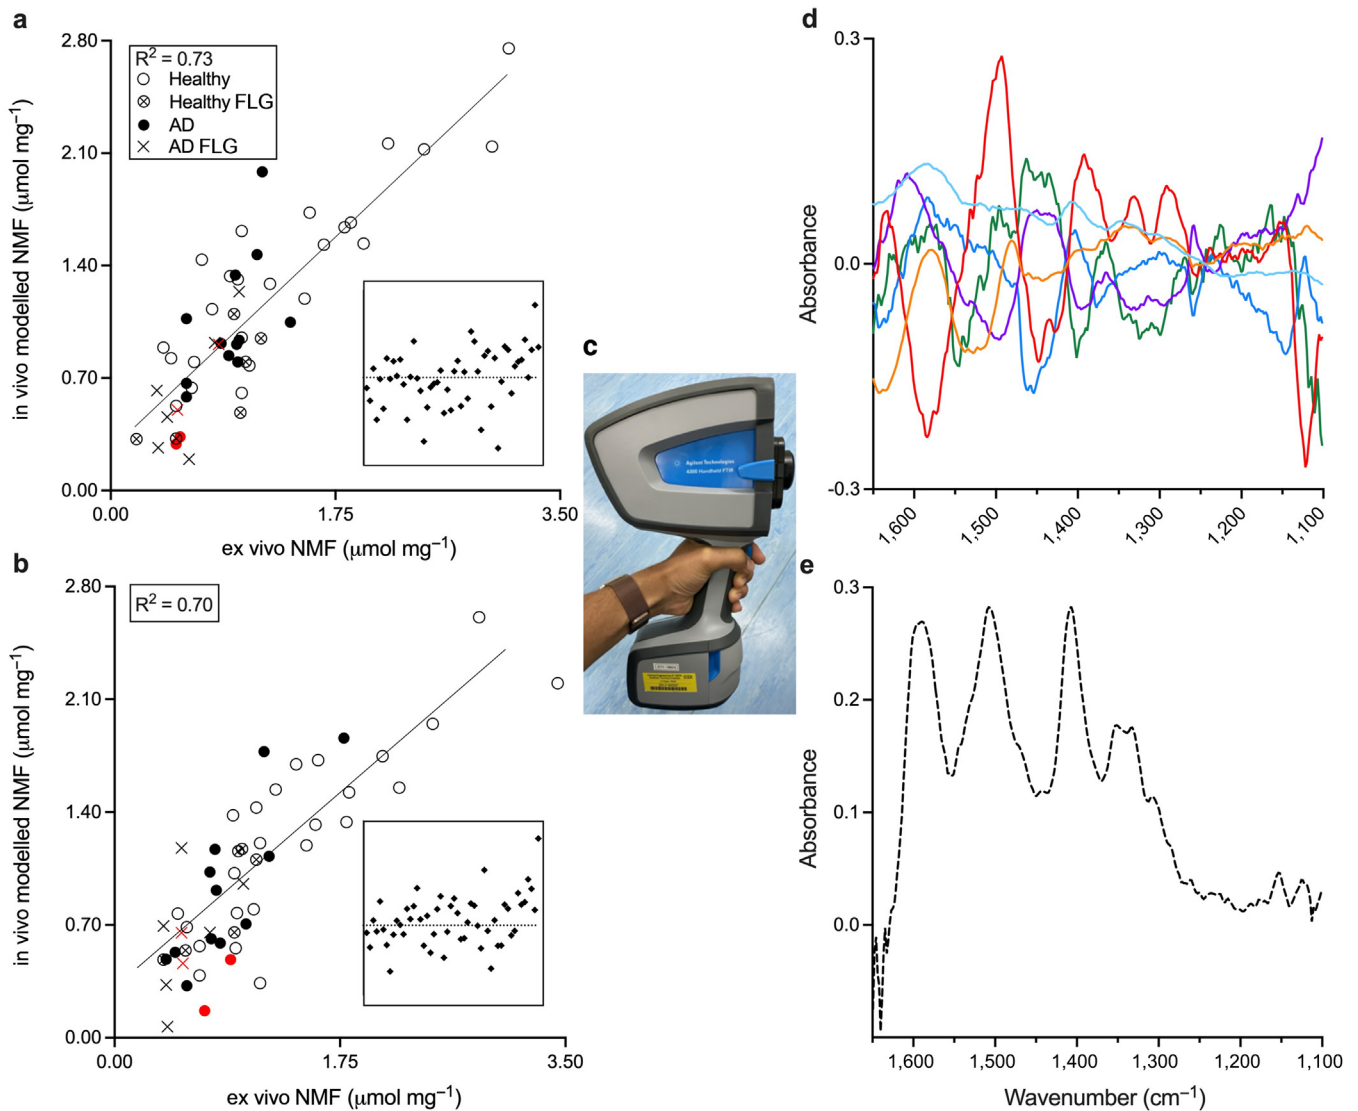 a
in vivo modelled NMF (μmol mg⁻¹)
2.80
2.10
1.40
0.70
0.00
R² = 0.73
Healthy
Healthy FLG
AD
AD FLG
0.00
1.75
3.50
ex vivo NMF (μmol mg⁻¹)
b
in vivo modelled NMF (μmol mg⁻¹)
2.80
2.10
1.40
0.70
0.00
R² = 0.70
0.00
1.75
3.50
ex vivo NMF (μmol mg⁻¹)
c
Agilent Technologies
4300 Handheld FTIR
d
Absorbance
0.3
0.0
-0.3
1,600
1,500
1,400
1,300
1,200
1,100
e
Absorbance
0.3
0.2
0.1
0.0
1,600
1,500
1,400
1,300
1,200
1,100
Wavenumber (cm⁻¹)